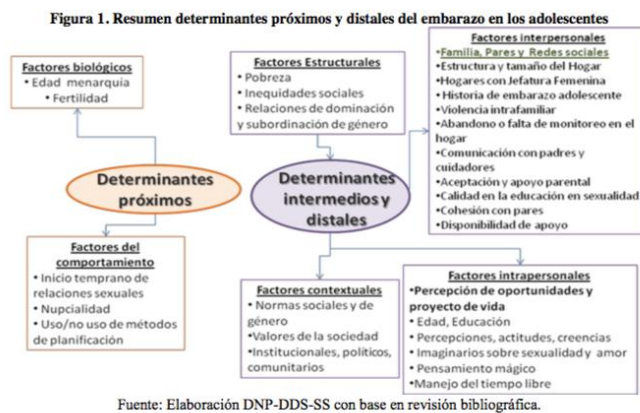 Figura 1. Resumen determinantes próximos y distales del embarazo en los adolescentes
Factores biológicos
• Edad menarquia
• Fertilidad
Factores Estructurales
• Pobreza
• Inequidades sociales
• Relaciones de dominación
y subordinación de género
Factores interpersonales
Familia, Pares y Redes sociales
•Estructura y tamaño del Hogar
•Hogares con Jefatura Femenina
•Historia de embarazo adolescente
•Violencia intrafamiliar
•Abandono o falta de monitoreo en el
hogar
•Comunicación con padres y
cuidadores
•Aceptación y apoyo parental
•Calidad en la educación en sexualidad
•Cohesión con pares
•Disponibilidad de apoyo
Determinantes
próximos
Determinantes
intermedios y
distales
Factores del
comportamiento
• Inicio temprano de
relaciones sexuales
• Nupcialidad
• Uso/no uso de métodos
de planificación
Factores contextuales
• Normas sociales y de
género
•Valores de la sociedad
•Institucionales, políticos,
comunitarios
Factores intrapersonales
•Percepción de oportunidades y
proyecto de vida
• Edad, Educación
• Percepciones, actitudes, creencias
• Imaginarios sobre sexualidad y amor
• Pensamiento mágico
•Manejo del tiempo libre
Fuente: Elaboración DNP-DDS-SS con base en revisión bibliográfica.